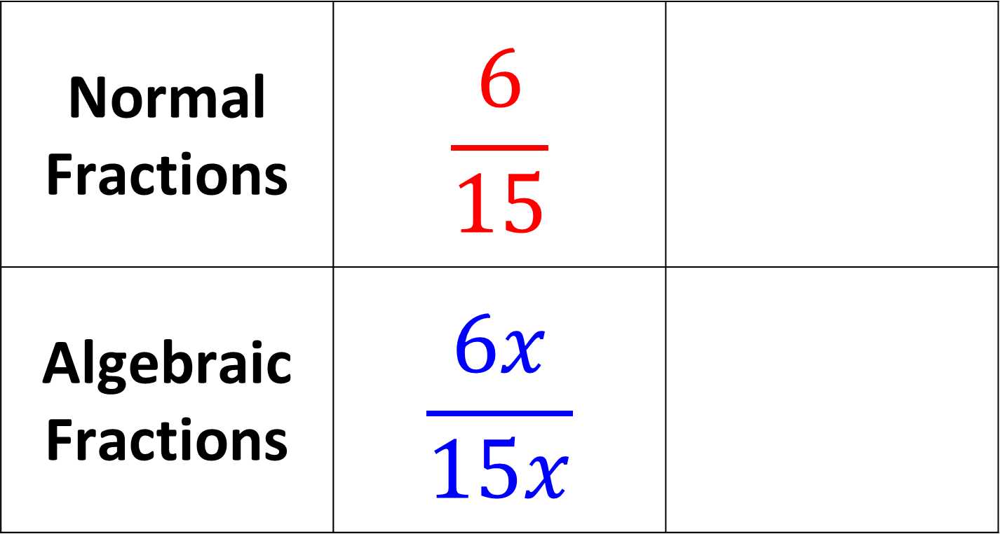 Normal
Fractions
6
15
Algebraic
Fractions
6x
15x